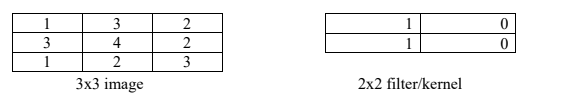 1 3 2 1 0
3 4 2 1 0
1 2 3
3x3 image 2x2 filter/kernel